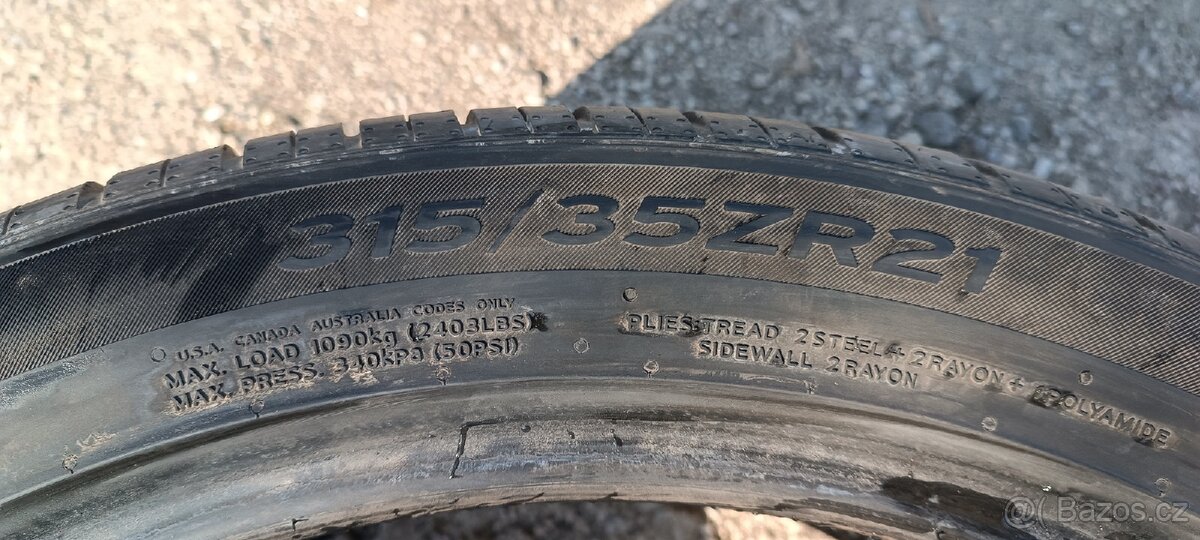 315/35ZR21
U.S.A. CANADA AUSTRALIA CODES ONLY
MAX. LOAD 1090kg (2403LBS)
MAX. PRESS. 340kPa (50PSI)
PLIES:TREAD 2STEEL+2RAYON+1POLYAMIDE
SIDEWALL 2RAYON
@Bazos.cz